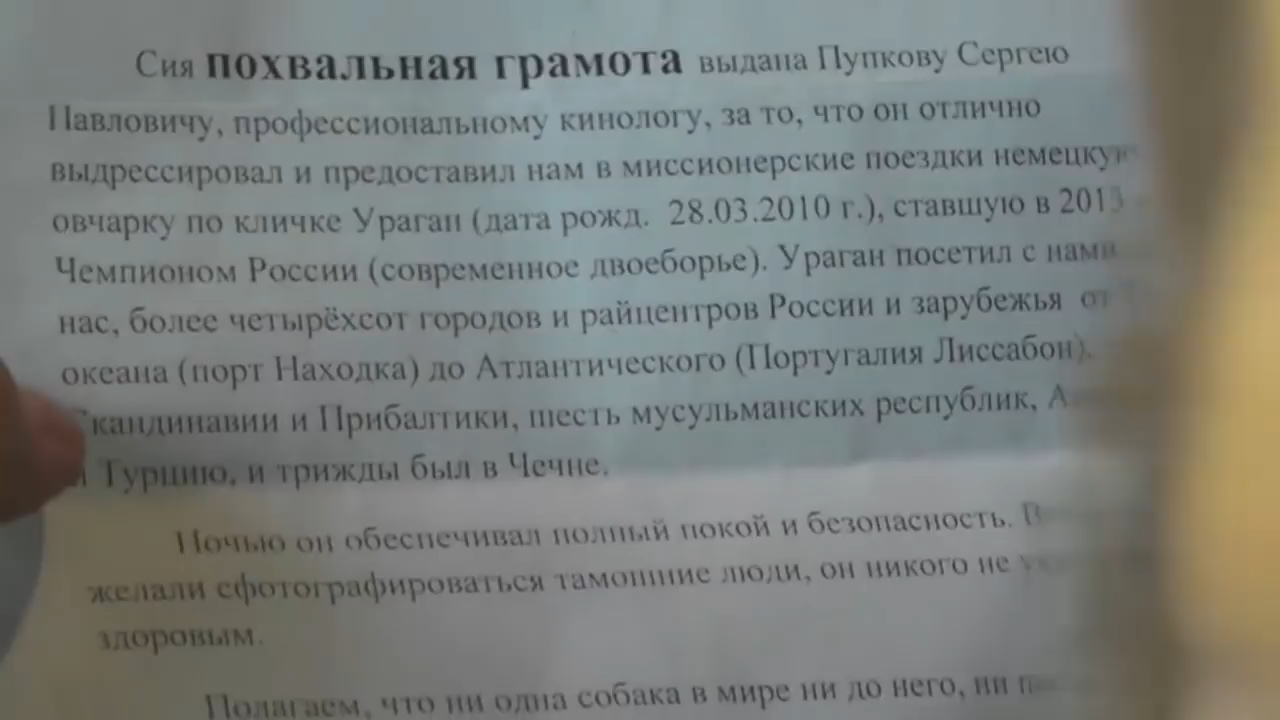 Сия похвальная грамота выдана Пупкову Сергею
Павловичу, профессиональному кинологу, за то, что он отлично
выдрессировал и предоставил нам в миссионерские поездки немецкую
овчарку по кличке Ураган (дата рожд. 28.03.2010 г.), ставшую в 2013
Чемпионом России (современное двоеборье). Ураган посетил с нами
нас, более четырёхсот городов и райцентров России и зарубежья от
океана (порт Находка) до Атлантического (Португалия Лиссабон).
Скандинавии и Прибалтики, шесть мусульманских республик,
и Турцию, и трижды был в Чечне.
Ночью он обеспечивал полный покой и безопасность.
желали сфотографироваться тамошние люди, он никого не
здоровым.
Полагаем, что ни одна собака в мире ни до него, ни